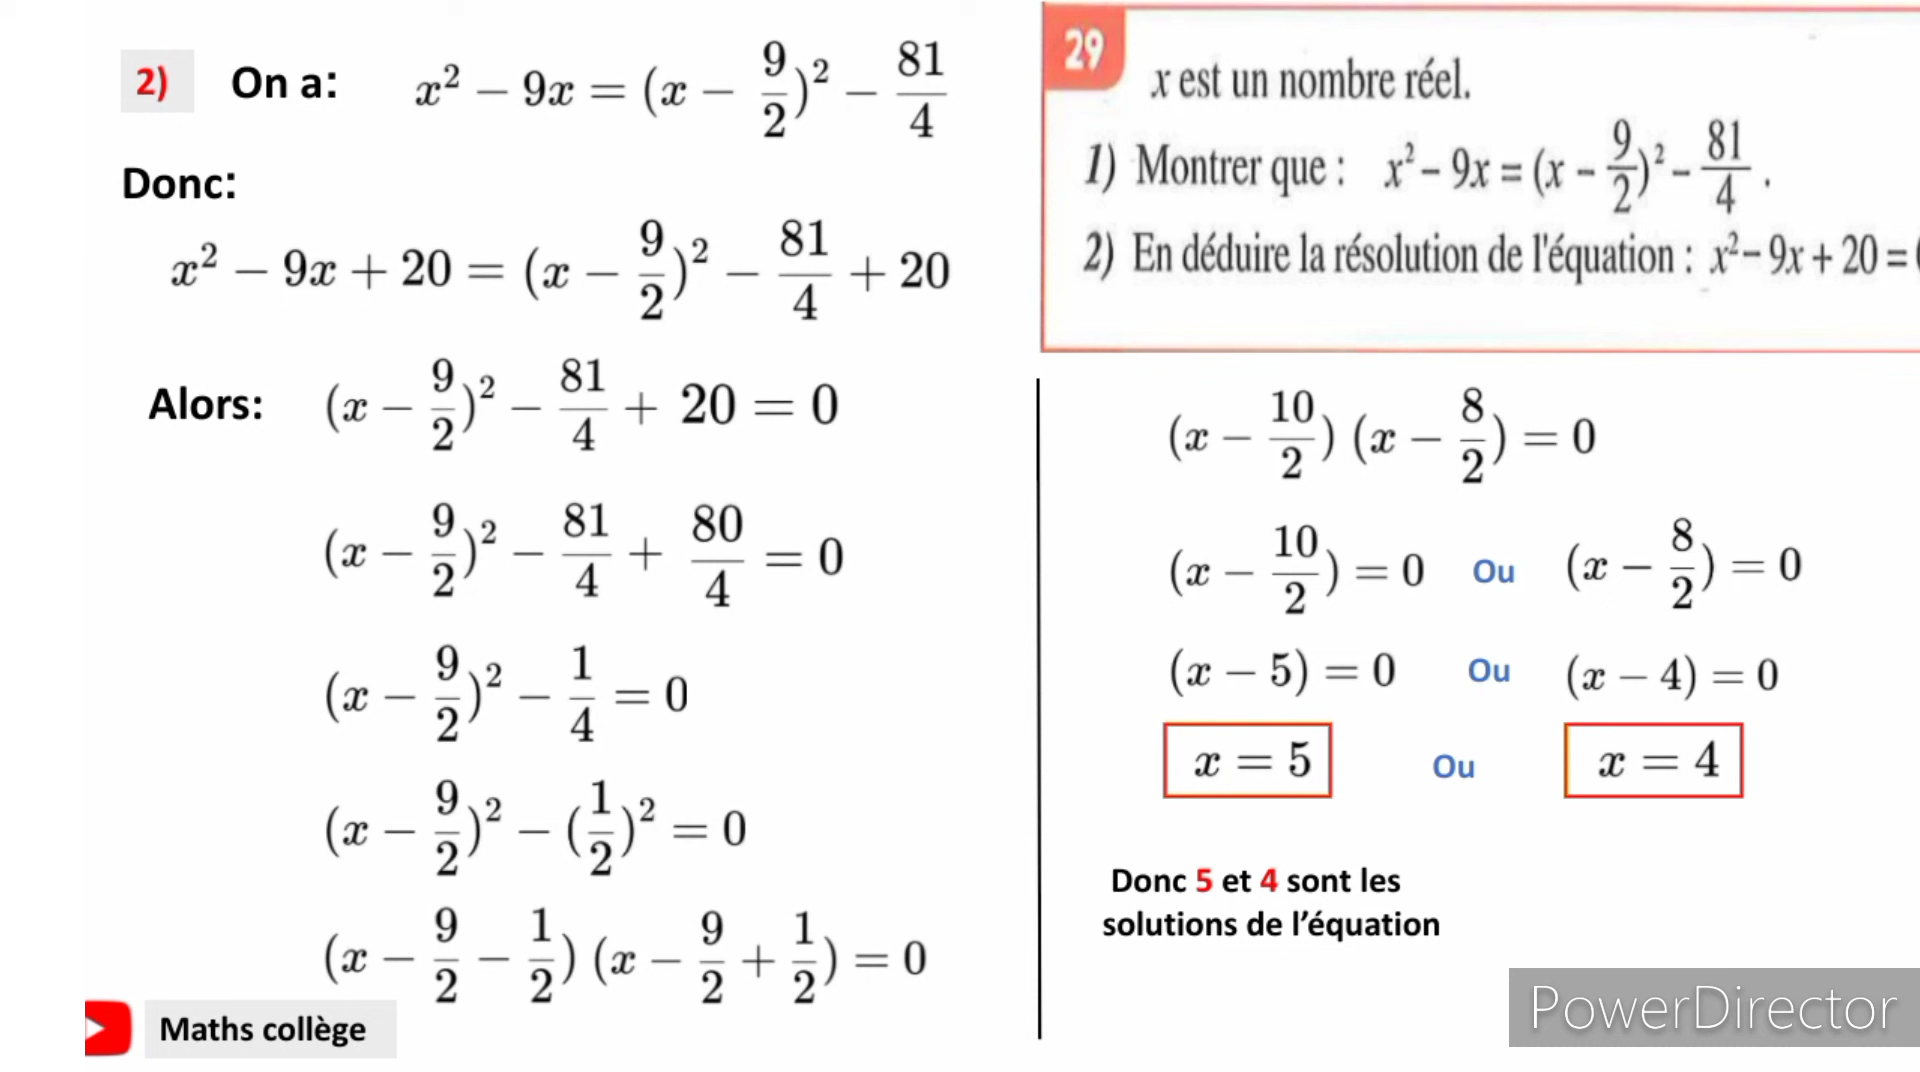 2) On a: x² − 9x = (x − 9/2)² − 81/4
Donc:
x² − 9x + 20 = (x − 9/2)² − 81/4 + 20
Alors: (x − 9/2)² − 81/4 + 20 = 0
(x − 9/2)² − 81/4 + 80/4 = 0
(x − 9/2)² − 1/4 = 0
(x − 9/2)² − (1/2)² = 0
(x − 9/2 − 1/2) (x − 9/2 + 1/2) = 0
Maths collège
29
x est un nombre réel.
1) Montrer que : x² − 9x = (x − 9/2)² − 81/4 .
2) En déduire la résolution de l'équation : x² − 9x + 20 =
(x − 10/2) (x − 8/2) = 0
(x − 10/2) = 0 Ou (x − 8/2) = 0
(x − 5) = 0 Ou (x − 4) = 0
x = 5 Ou x = 4
Donc 5 et 4 sont les
solutions de l’équation
PowerDirector